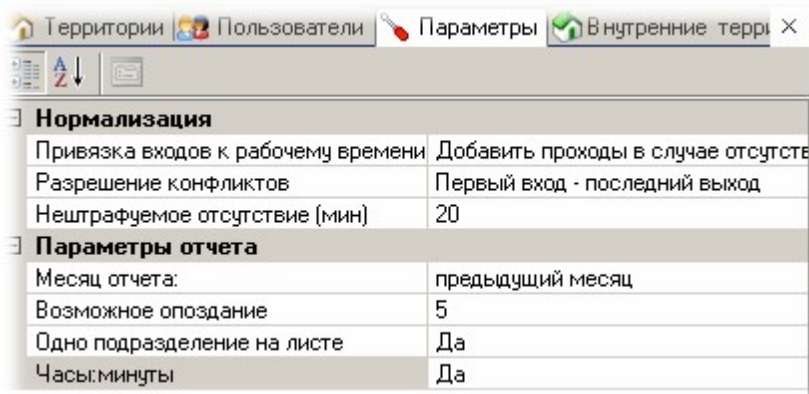 Территории Пользователи Параметры Внутренние терр
Нормализация
Привязка входов к рабочему времени Добавить проходы в случае отсутств
Разрешение конфликтов Первый вход - последний выход
Нештрафуемое отсутствие (мин) 20
Параметры отчета
Месяц отчета: предыдущий месяц
Возможное опоздание 5
Одно подразделение на листе Да
Часы:минуты Да